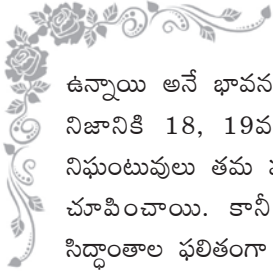 ఉన్నాయి అనే భావన
నిజానికి 18, 19వ
నిఘంటువులు తమ
చూపించాయి. కానీ
సిద్ధాంతాల ఫలితంగా